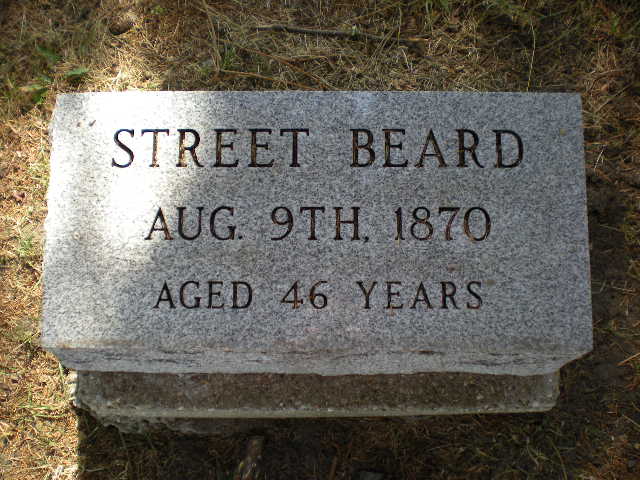 STREET BEARD
AUG. 9TH, 1870
AGED 46 YEARS